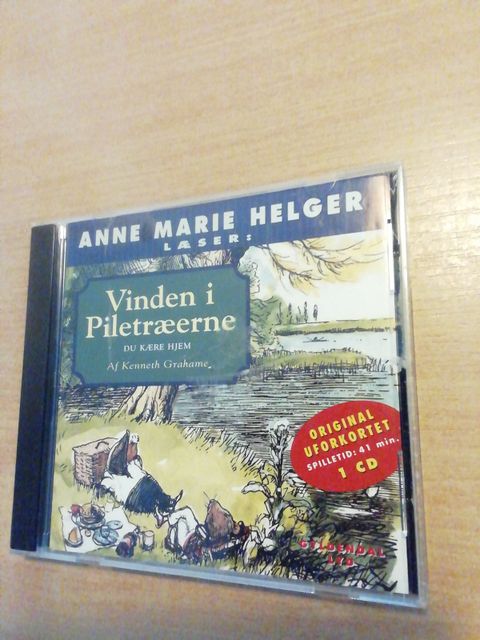 ANNE MARIE HELGER
LÆSER:
Vinden i
Piletræerne
DU KÆRE HJEM
Af Kenneth Grahame
ORIGINAL
UFORKORTET
SPILLETID: 41 min.
1 CD
GYLDENDAL
LYD